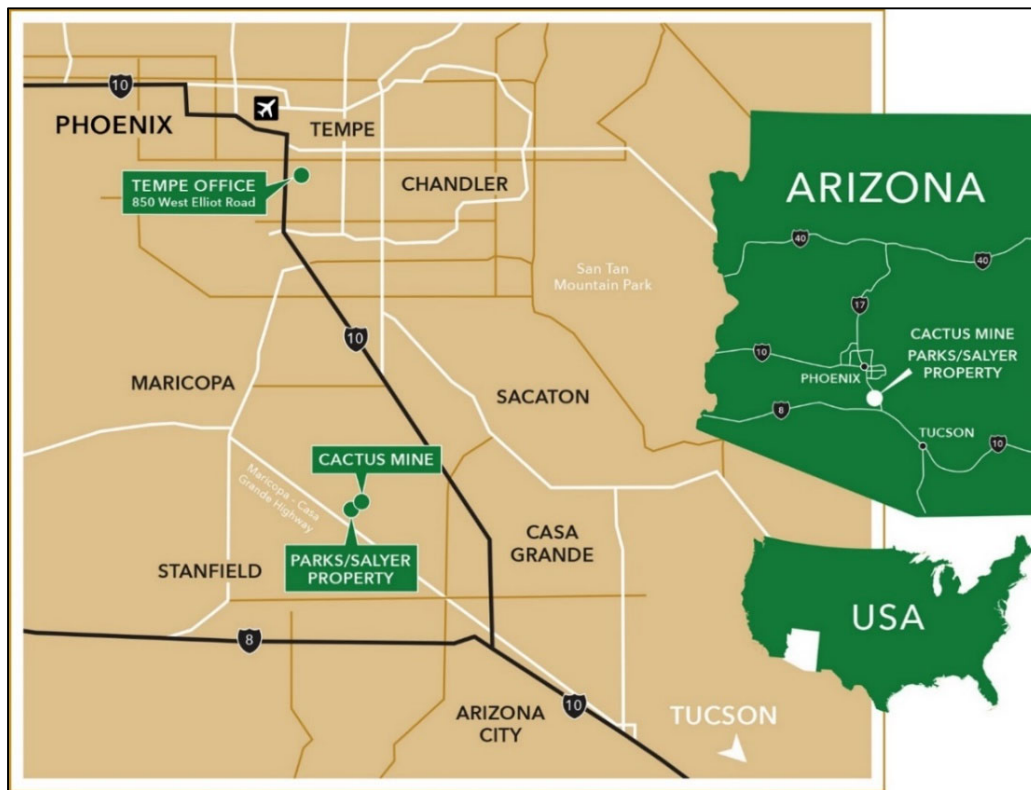 10
PHOENIX
TEMPE
TEMPE OFFICE
850 West Elliot Road
CHANDLER
San Tan
Mountain Park
10
MARICOPA
SACATON
CACTUS MINE
Maricopa - Casa
Grande Highway
CASA
GRANDE
PARKS/SALYER
PROPERTY
STANFIELD
8
10
ARIZONA
CITY
TUCSON
ARIZONA
40
40
17
CACTUS MINE
PARKS/SALYER
PROPERTY
10
PHOENIX
8
TUCSON
10
USA